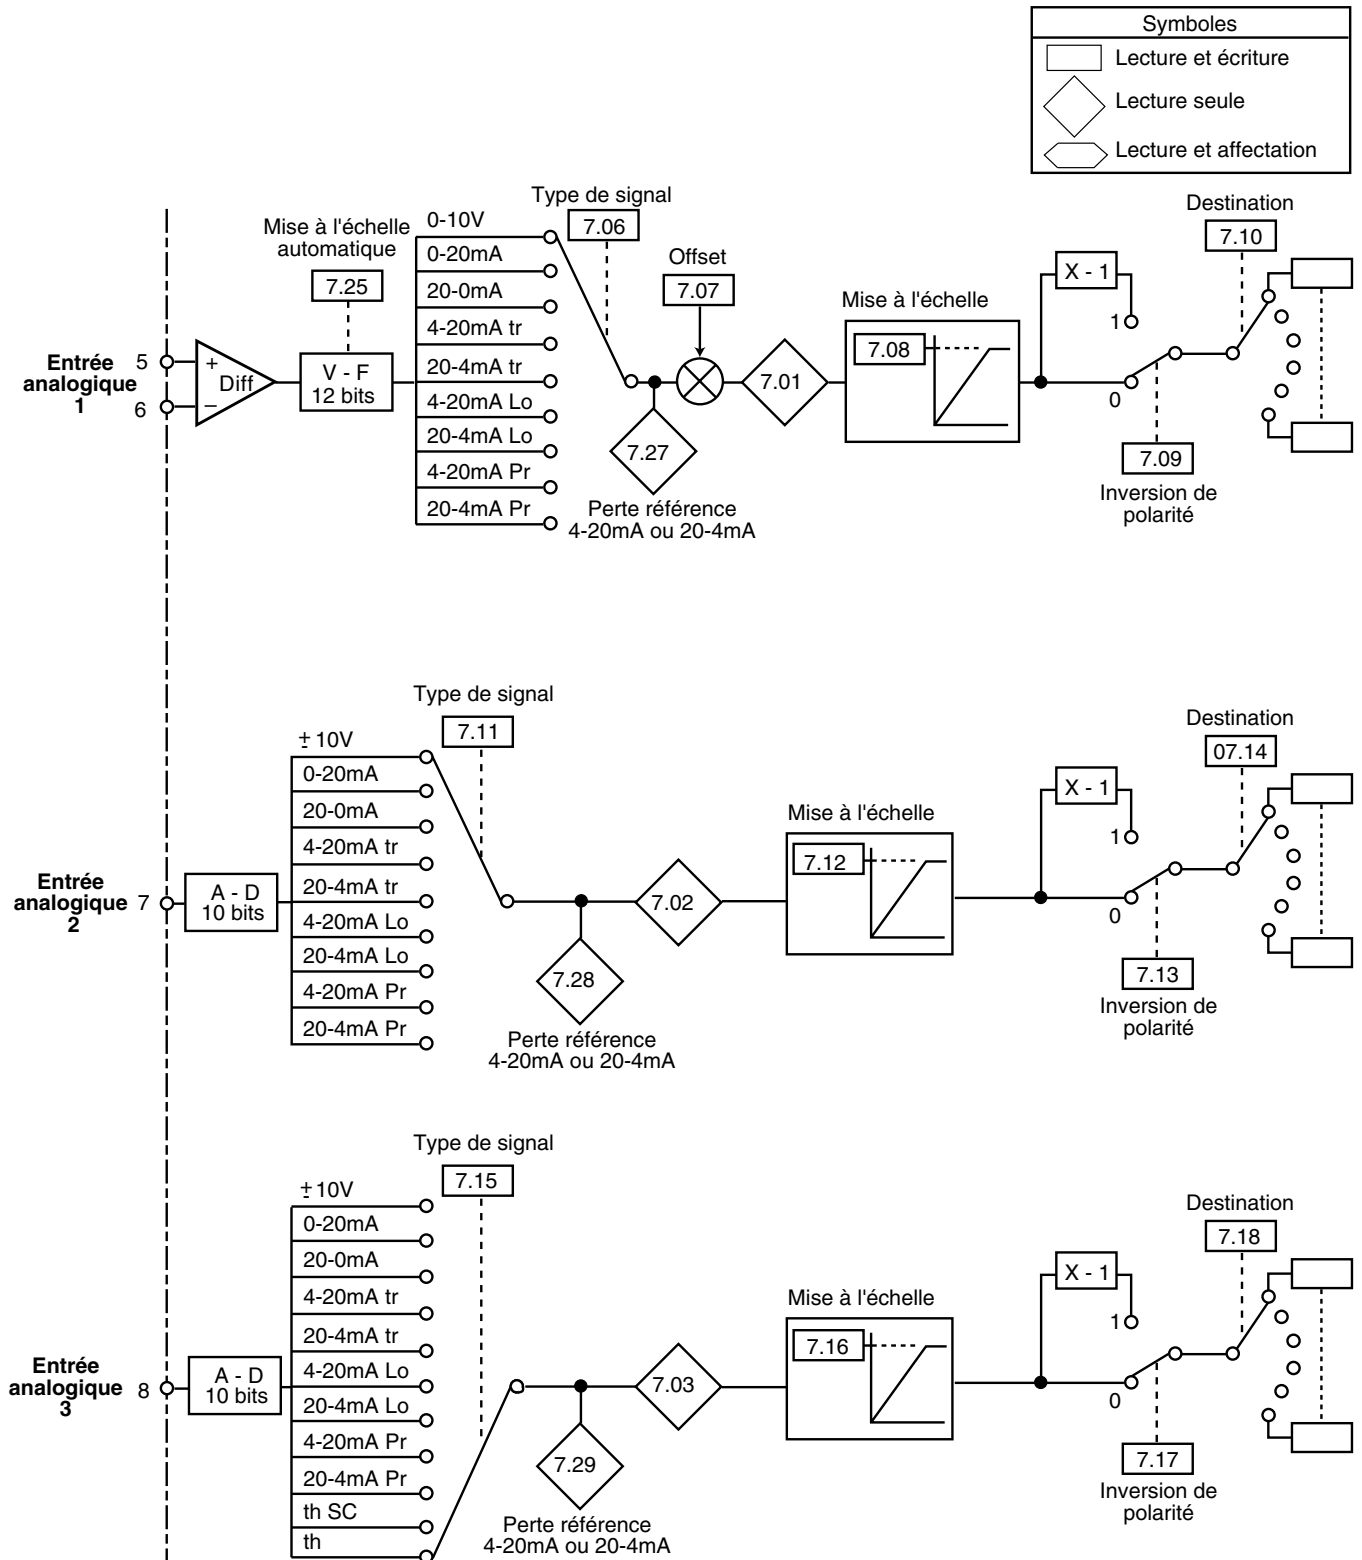 Symboles
Lecture et écriture
Lecture seule
Lecture et affectation
Type de signal
7.06
Mise à l'échelle
automatique
7.25
0-10V
0-20mA
20-0mA
4-20mA tr
20-4mA tr
4-20mA Lo
20-4mA Lo
4-20mA Pr
20-4mA Pr
Offset
7.07
Mise à l'échelle
7.08
Destination
7.10
X - 1
1
0
Entrée
analogique
1
5
6
+
–
Diff
V - F
12 bits
7.01
7.27
Perte référence
4-20mA ou 20-4mA
7.09
Inversion de
polarité
Type de signal
7.11
± 10V
0-20mA
20-0mA
4-20mA tr
20-4mA tr
4-20mA Lo
20-4mA Lo
4-20mA Pr
20-4mA Pr
Entrée
analogique
2
7
A - D
10 bits
7.02
7.28
Perte référence
4-20mA ou 20-4mA
Mise à l'échelle
7.12
X - 1
1
0
Destination
07.14
7.13
Inversion de
polarité
Type de signal
7.15
± 10V
0-20mA
20-0mA
4-20mA tr
20-4mA tr
4-20mA Lo
20-4mA Lo
4-20mA Pr
20-4mA Pr
th SC
th
Entrée
analogique
3
8
A - D
10 bits
7.03
7.29
Perte référence
4-20mA ou 20-4mA
Mise à l'échelle
7.16
X - 1
1
0
Destination
7.18
7.17
Inversion de
polarité